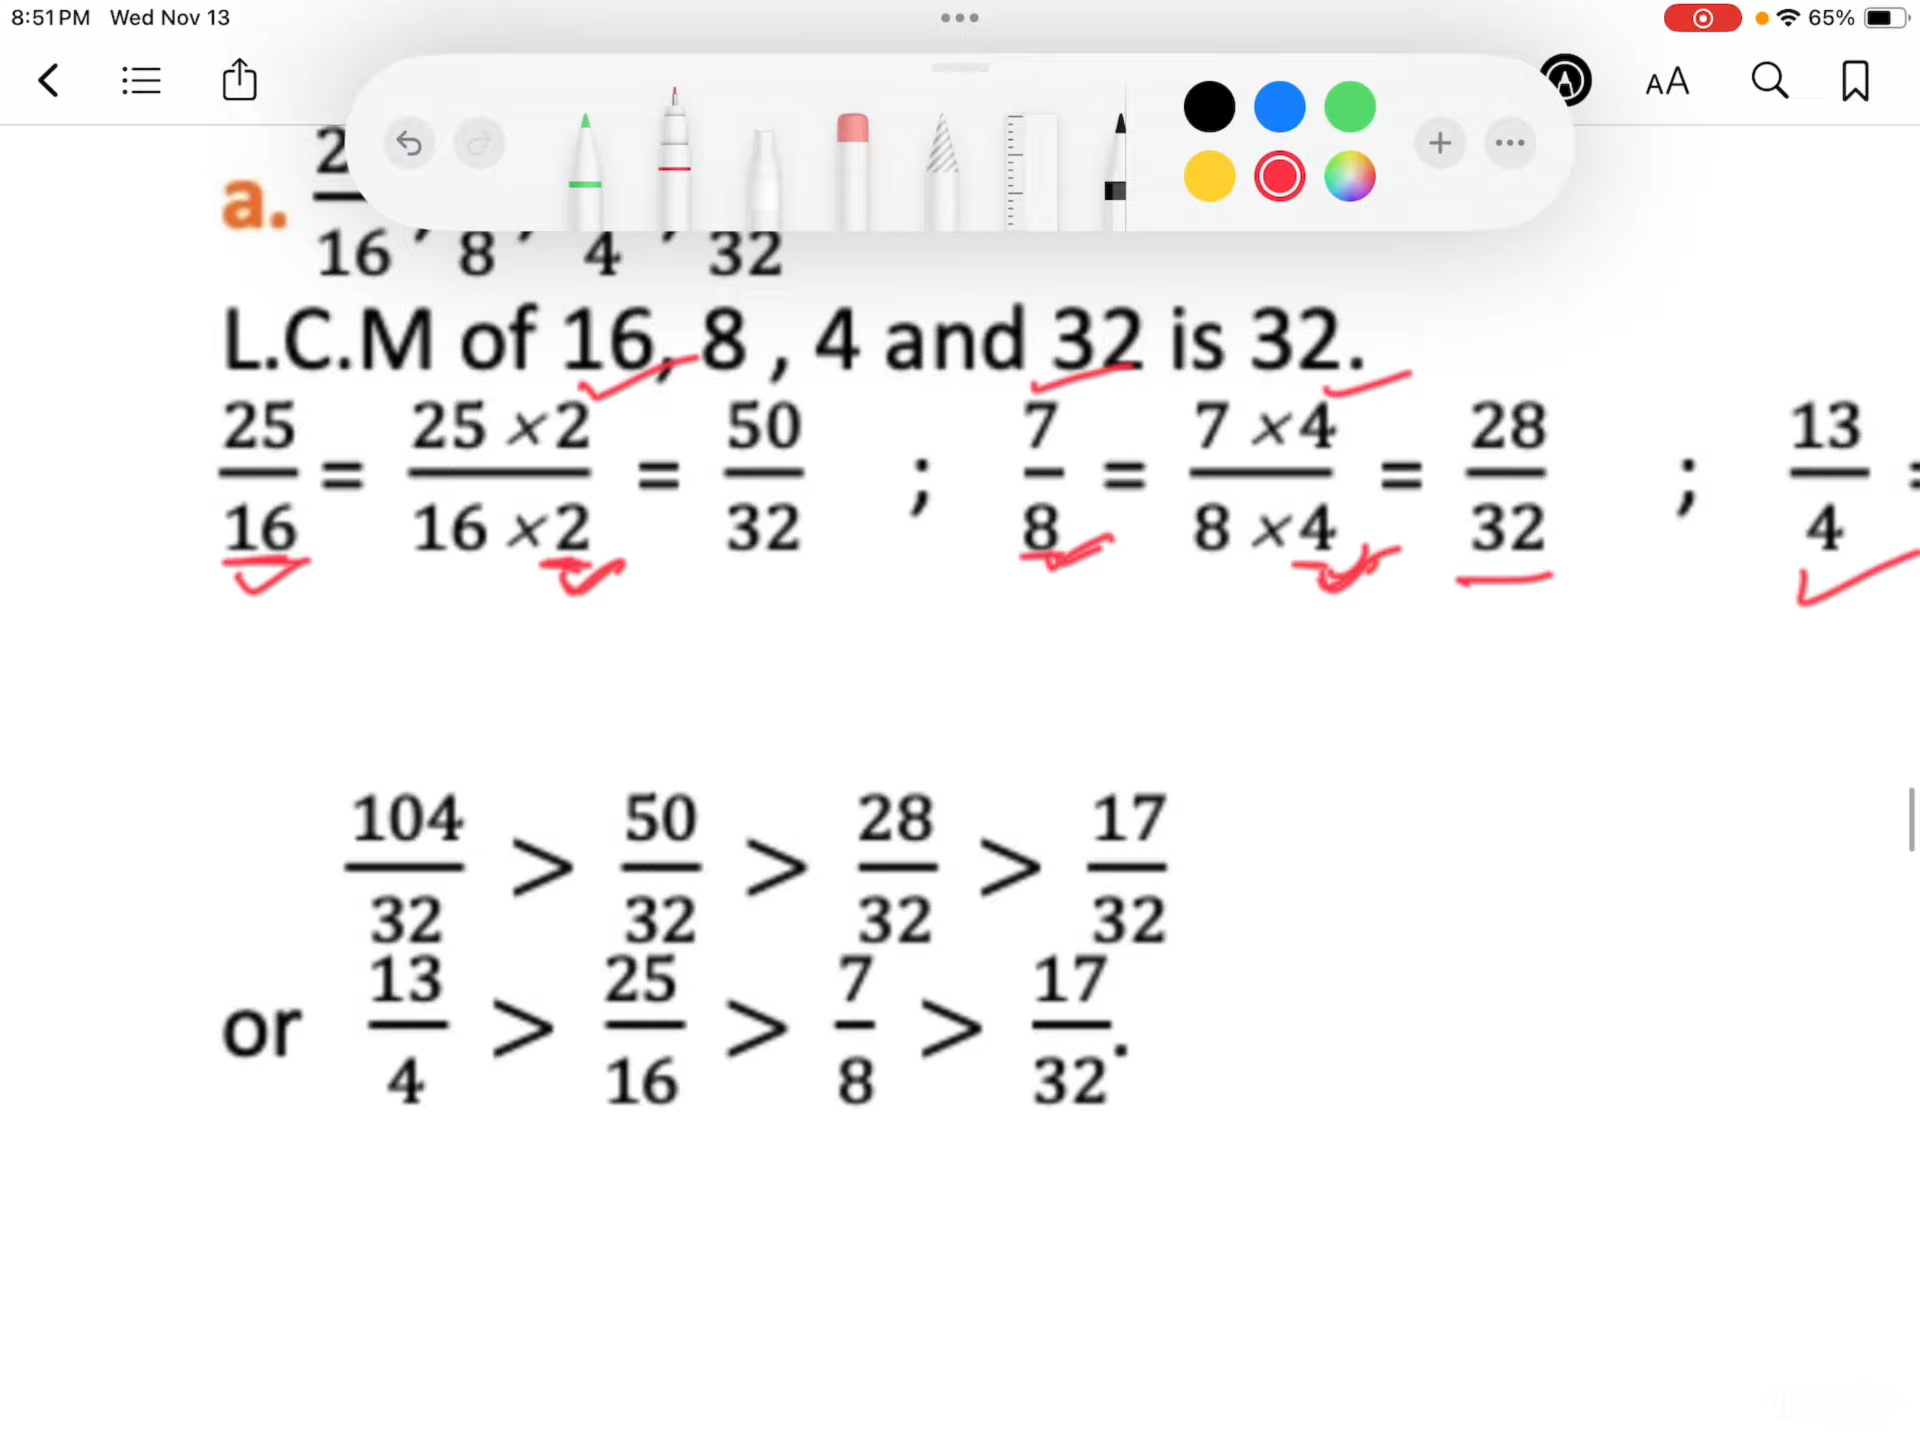 8:51 PM Wed Nov 13 65%
AA
a. 2
16 , 8 , 4 , 32
L.C.M of 16, 8 , 4 and 32 is 32.
25/16 = 25 ×2/16 ×2 = 50/32 ; 7/8 = 7 ×4/8 ×4 = 28/32 ; 13/4 =
104/32 > 50/32 > 28/32 > 17/32
or 13/4 > 25/16 > 7/8 > 17/32.